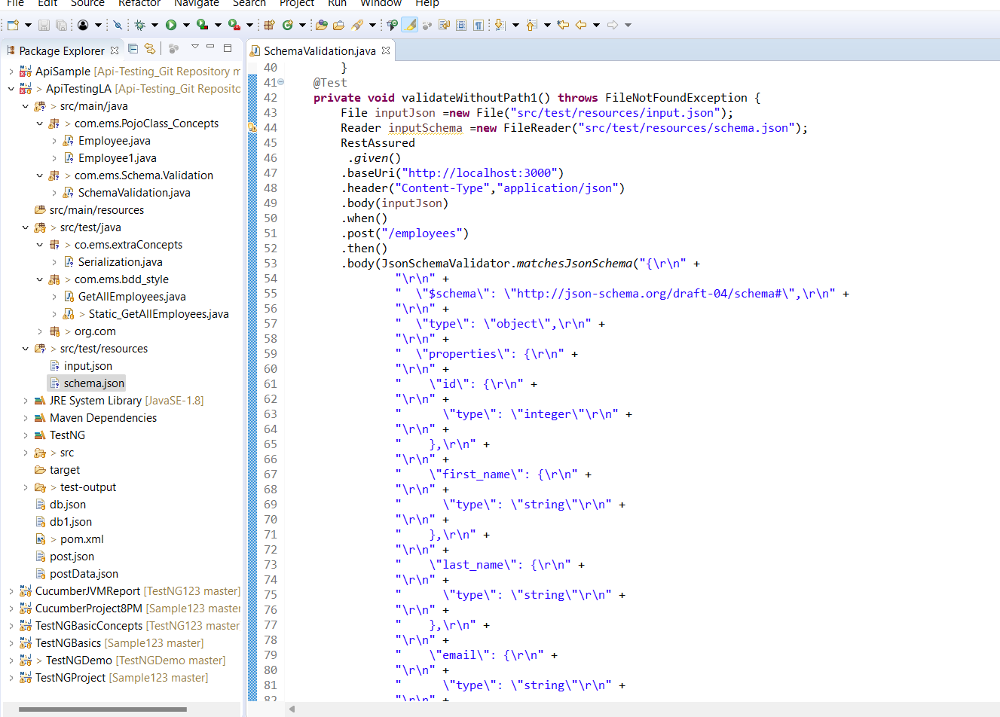 File Edit Source Refactor Navigate Search Project Run Window Help
Package Explorer
ApiSample [Api-Testing_Git Repository m
> ApiTestingLA [Api-Testing_Git Reposito
> src/main/java
> com.ems.PojoClass_Concepts
Employee.java
Employee1.java
> com.ems.Schema.Validation
SchemaValidation.java
src/main/resources
> src/test/java
> co.ems.extraConcepts
Serialization.java
> com.ems.bdd_style
GetAllEmployees.java
> Static_GetAllEmployees.java
> org.com
> src/test/resources
input.json
schema.json
JRE System Library [JavaSE-1.8]
Maven Dependencies
TestNG
> src
target
> test-output
db.json
db1.json
> pom.xml
post.json
postData.json
CucumberJVMReport [TestNG123 master]
CucumberProject8PM [Sample123 master
TestNGBasicConcepts [TestNG123 master
TestNGBasics [Sample123 master]
> TestNGDemo [TestNGDemo master]
TestNGProject [Sample123 master]
SchemaValidation.java
40 }
41 @Test
42 private void validateWithoutPath1() throws FileNotFoundException {
43 File inputJson =new File("src/test/resources/input.json");
44 Reader inputSchema =new FileReader("src/test/resources/schema.json");
45 RestAssured
46 .given()
47 .baseUri("http://localhost:3000")
48 .header("Content-Type","application/json")
49 .body(inputJson)
50 .when()
51 .post("/employees")
52 .then()
53 .body(JsonSchemaValidator.matchesJsonSchema("{\r\n" +
54 "\r\n" +
55 "  \"$schema\": \"http://json-schema.org/draft-04/schema#\",\r\n" +
56 "\r\n" +
57 "  \"type\": \"object\",\r\n" +
58 "\r\n" +
59 "  \"properties\": {\r\n" +
60 "\r\n" +
61 "    \"id\": {\r\n" +
62 "\r\n" +
63 "      \"type\": \"integer\"\r\n" +
64 "\r\n" +
65 "    },\r\n" +
66 "\r\n" +
67 "    \"first_name\": {\r\n" +
68 "\r\n" +
69 "      \"type\": \"string\"\r\n" +
70 "\r\n" +
71 "    },\r\n" +
72 "\r\n" +
73 "    \"last_name\": {\r\n" +
74 "\r\n" +
75 "      \"type\": \"string\"\r\n" +
76 "\r\n" +
77 "    },\r\n" +
78 "\r\n" +
79 "    \"email\": {\r\n" +
80 "\r\n" +
81 "      \"type\": \"string\"\r\n" +
82 "\r\n" +